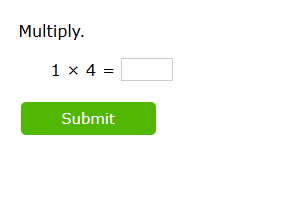 Multiply.
1 × 4 =
Submit